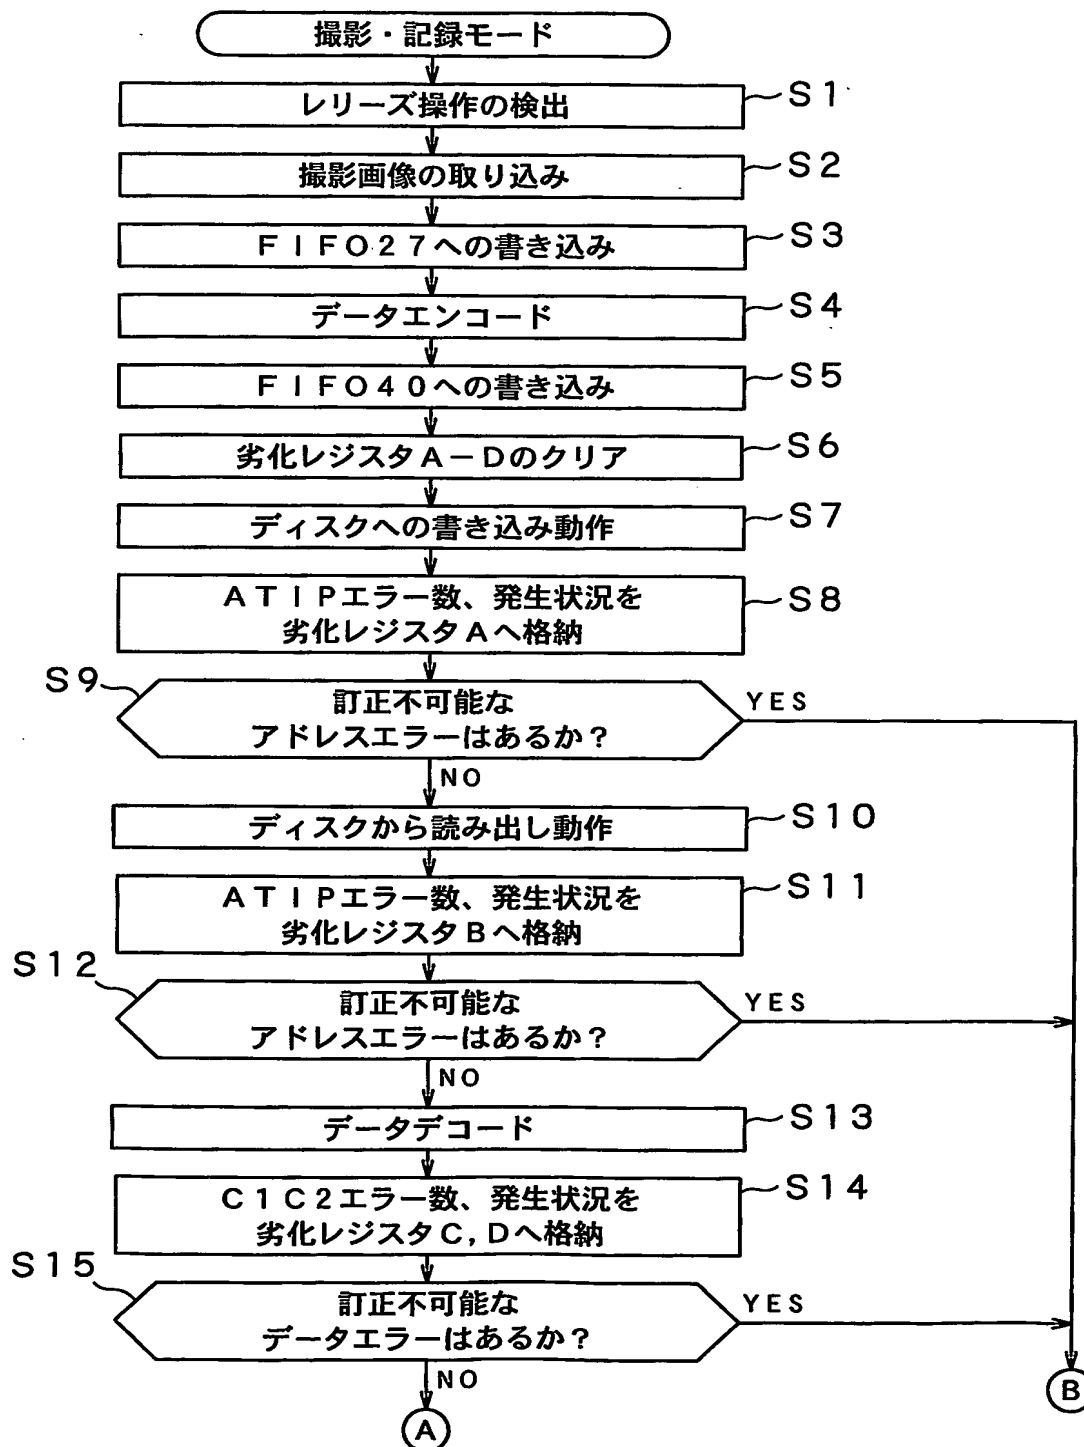 撮影・記録モード
レリーズ操作の検出
S1
撮影画像の取り込み
S2
FIFO27への書き込み
S3
データエンコード
S4
FIFO40への書き込み
S5
劣化レジスタA－Dのクリア
S6
ディスクへの書き込み動作
S7
ATIPエラー数、発生状況を
劣化レジスタAへ格納
S8
S9
訂正不可能な
アドレスエラーはあるか？
YES
NO
ディスクから読み出し動作
S10
ATIPエラー数、発生状況を
劣化レジスタBへ格納
S11
S12
訂正不可能な
アドレスエラーはあるか？
YES
NO
データデコード
S13
C1C2エラー数、発生状況を
劣化レジスタC，Dへ格納
S14
S15
訂正不可能な
データエラーはあるか？
YES
NO
A
B